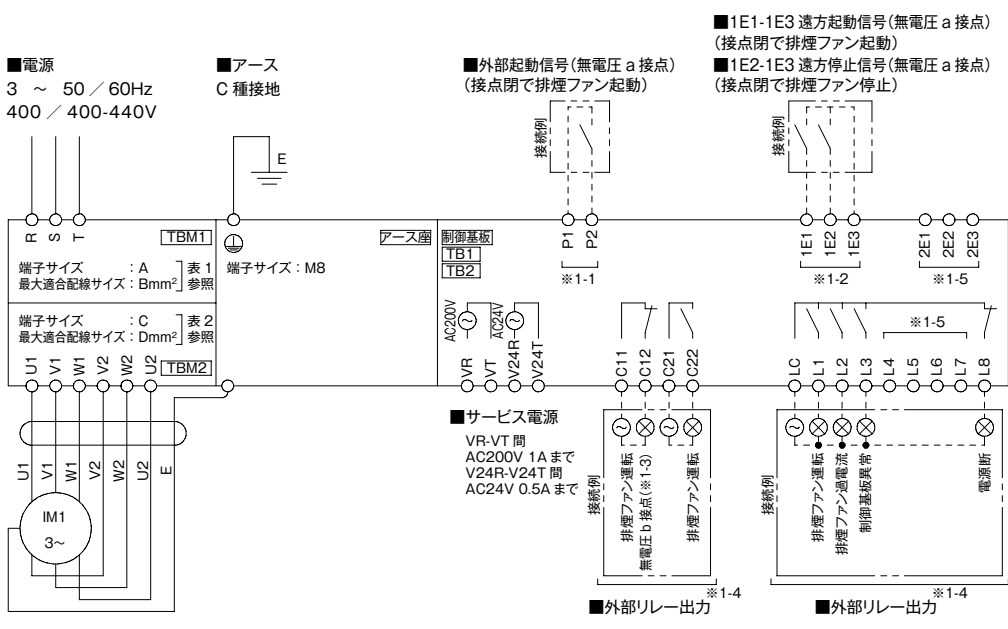 ■1E1-1E3 遠方起動信号(無電圧 a 接点)
(接点閉で排煙ファン起動)
■1E2-1E3 遠方停止信号(無電圧 a 接点)
(接点閉で排煙ファン停止)
■電源
3 ～ 50 ／ 60Hz
400 ／ 400-440V
■アース
C 種接地
■外部起動信号(無電圧 a 接点)
(接点閉で排煙ファン起動)
接続例
接続例
E
R
S
T
TBM1
アース座
制御基板
TB1
TB2
P1
P2
1E1
1E2
1E3
2E1
2E2
2E3
※1-1
※1-2
※1-5
端子サイズ : A
最大適合配線サイズ : Bmm²
表 1
参照
端子サイズ : M8
端子サイズ : C
最大適合配線サイズ : Dmm²
表 2
参照
TBM2
U1
V1
W1
V2
W2
U2
AC200V
AC24V
VR
VT
V24R
V24T
C11
C12
C21
C22
※1-5
LC
L1
L2
L3
L4
L5
L6
L7
L8
■サービス電源
VR-VT 間
AC200V 1A まで
V24R-V24T 間
AC24V 0.5A まで
U1
V1
W1
V2
W2
U2
E
IM1
3～
接続例
排煙ファン運転
無電圧 b 接点(※1-3)
排煙ファン運転
※1-4
■外部リレー出力
接続例
排煙ファン運転
排煙ファン過電流
制御基板異常
電源断
※1-4
■外部リレー出力